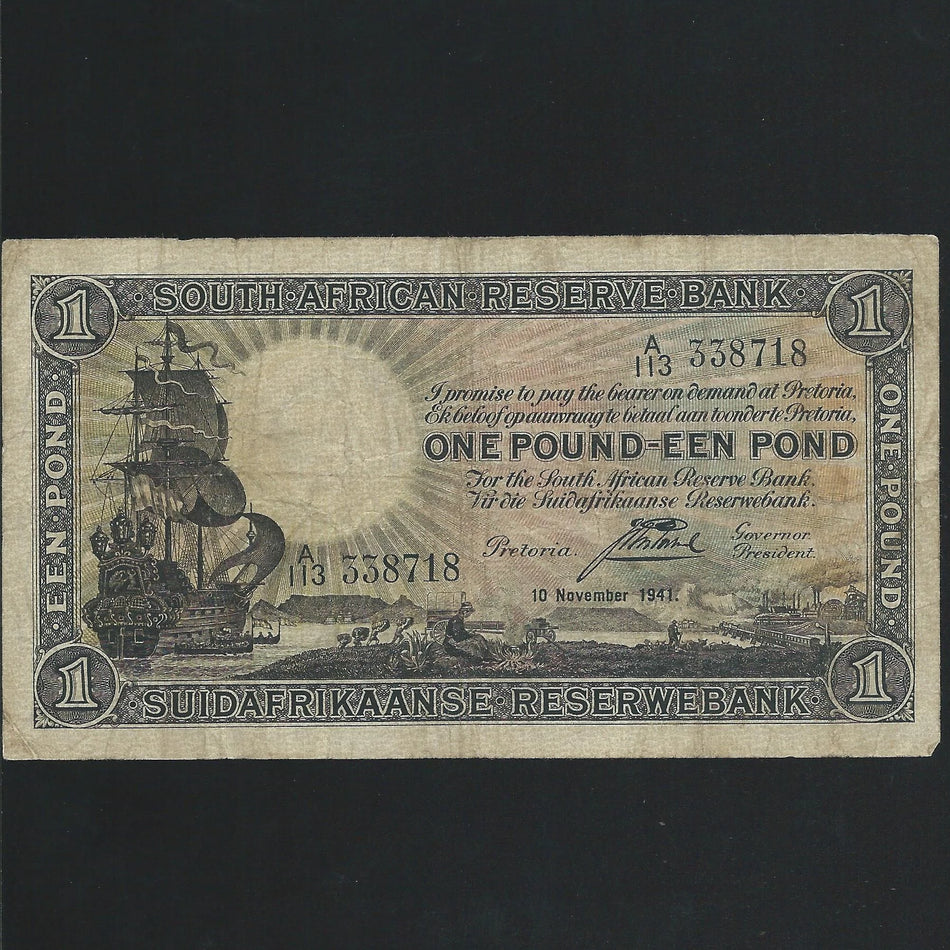 1 · SOUTH · AFRICAN · RESERVE · BANK · 1
A/113 338718
I promise to pay the bearer on demand at Pretoria,
Ek beloof op aanvraag te betaal aan toonder te Pretoria,
ONE POUND-EEN POND
For the South African Reserve Bank.
Vir die Suidafrikaanse Reserwebank.
Pretoria.
Governor.
President.
A/113 338718
10 November 1941.
· EEN · POND ·
· ONE · POUND ·
1 · SUIDAFRIKAANSE · RESERWEBANK · 1